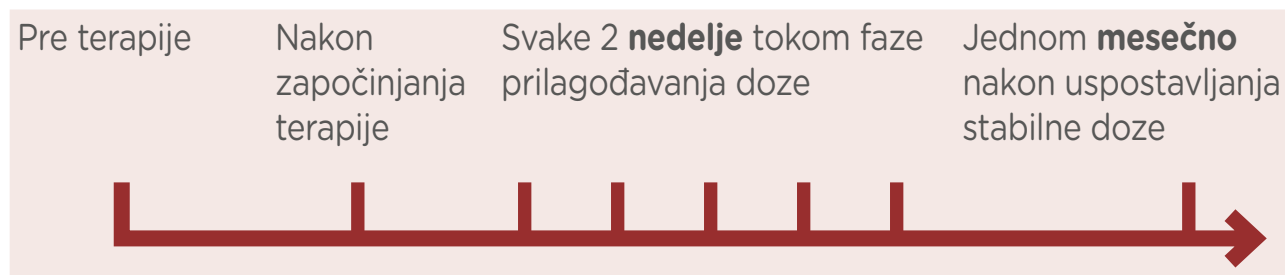 Pre terapije
Nakon
započinjanja
terapije
Svake 2 nedelje tokom faze
prilagođavanja doze
Jednom mesečno
nakon uspostavljanja
stabilne doze